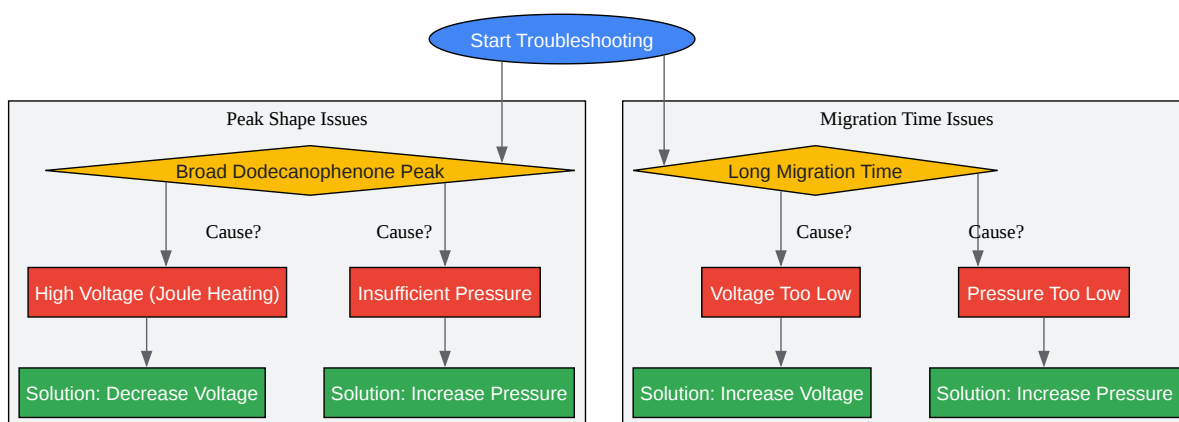 Start Troubleshooting
Peak Shape Issues
Migration Time Issues
Broad Dodecanophenone Peak
Long Migration Time
Cause?
Cause?
Cause?
Cause?
High Voltage (Joule Heating)
Insufficient Pressure
Voltage Too Low
Pressure Too Low
Solution: Decrease Voltage
Solution: Increase Pressure
Solution: Increase Voltage
Solution: Increase Pressure